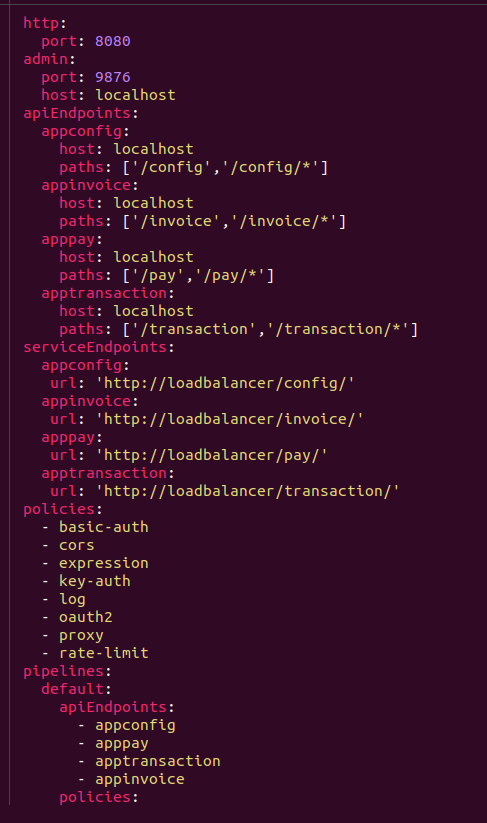 http:
  port: 8080
admin:
  port: 9876
  host: localhost
apiEndpoints:
  appconfig:
    host: localhost
    paths: ['/config','/config/*']
  appinvoice:
    host: localhost
    paths: ['/invoice','/invoice/*']
  apppay:
    host: localhost
    paths: ['/pay','/pay/*']
  apptransaction:
    host: localhost
    paths: ['/transaction','/transaction/*']
serviceEndpoints:
  appconfig:
   url: 'http://loadbalancer/config/'
  appinvoice:
   url: 'http://loadbalancer/invoice/'
  apppay:
   url: 'http://loadbalancer/pay/'
  apptransaction:
   url: 'http://loadbalancer/transaction/'
policies:
  - basic-auth
  - cors
  - expression
  - key-auth
  - log
  - oauth2
  - proxy
  - rate-limit
pipelines:
  default:
    apiEndpoints:
      - appconfig
      - apppay
      - apptransaction
      - appinvoice
    policies: